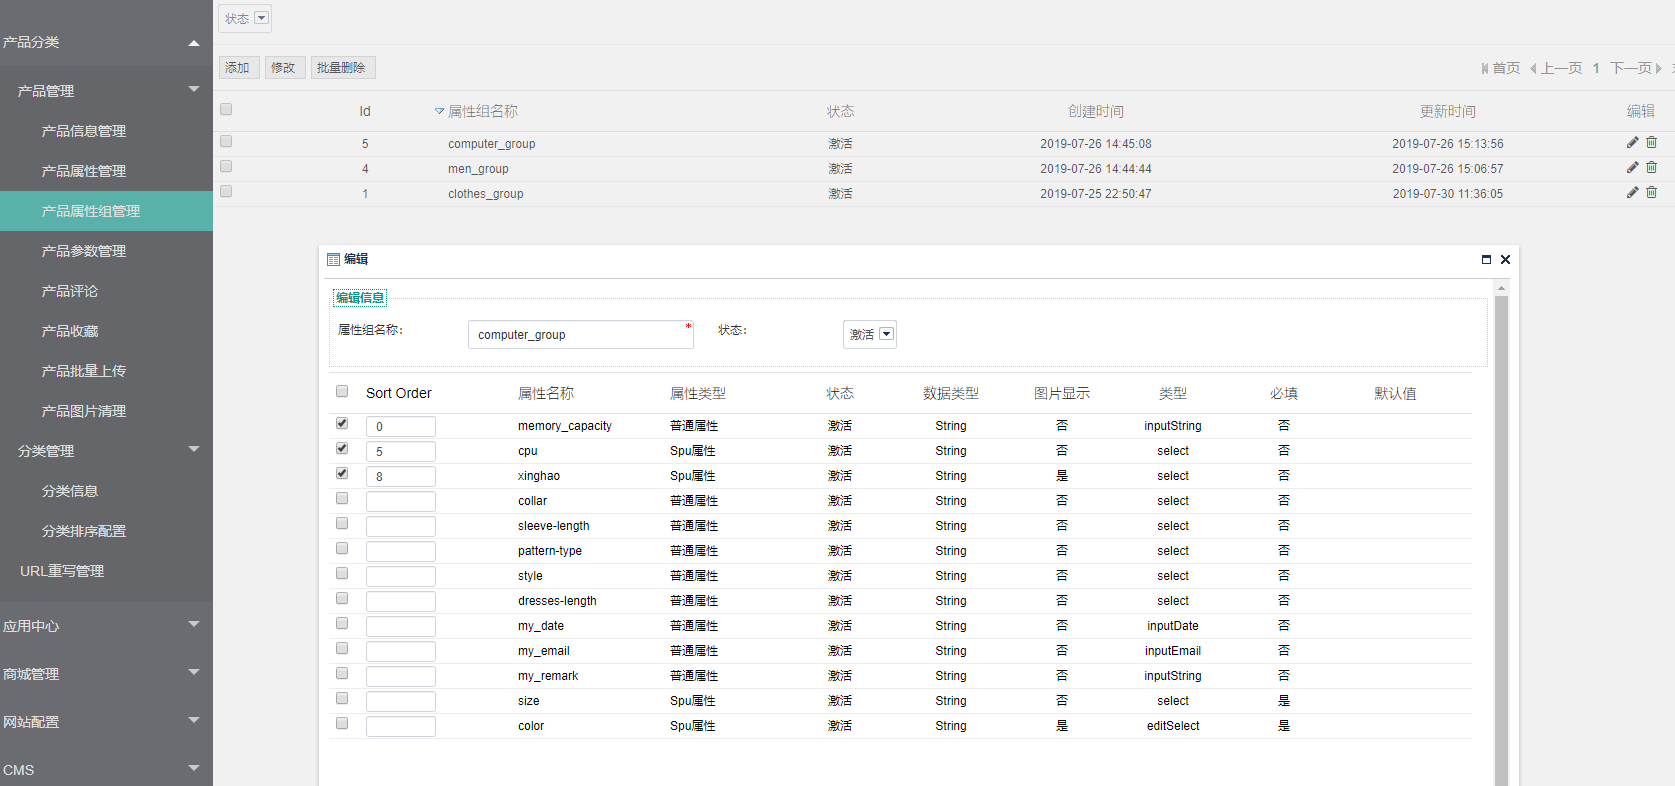 产品分类
产品管理
产品信息管理
产品属性管理
产品属性组管理
产品参数管理
产品评论
产品收藏
产品批量上传
产品图片清理
分类管理
分类信息
分类排序配置
URL重写管理
应用中心
商城管理
网站配置
CMS
状态
添加 修改 批量删除 首页 上一页 1 下一页
Id 属性组名称 状态 创建时间 更新时间 编辑
5 computer_group 激活 2019-07-26 14:45:08 2019-07-26 15:13:56
4 men_group 激活 2019-07-26 14:44:44 2019-07-26 15:06:57
1 clothes_group 激活 2019-07-25 22:50:47 2019-07-30 11:36:05
编辑
编辑信息
属性组名称: computer_group * 状态: 激活
Sort Order 属性名称 属性类型 状态 数据类型 图片显示 类型 必填 默认值
0 memory_capacity 普通属性 激活 String 否 inputString 否
5 cpu Spu属性 激活 String 否 select 否
8 xinghao Spu属性 激活 String 是 select 否
collar 普通属性 激活 String 否 select 否
sleeve-length 普通属性 激活 String 否 select 否
pattern-type 普通属性 激活 String 否 select 否
style 普通属性 激活 String 否 select 否
dresses-length 普通属性 激活 String 否 select 否
my_date 普通属性 激活 String 否 inputDate 否
my_email 普通属性 激活 String 否 inputEmail 否
my_remark 普通属性 激活 String 否 inputString 否
size Spu属性 激活 String 否 select 是
color Spu属性 激活 String 是 editSelect 是